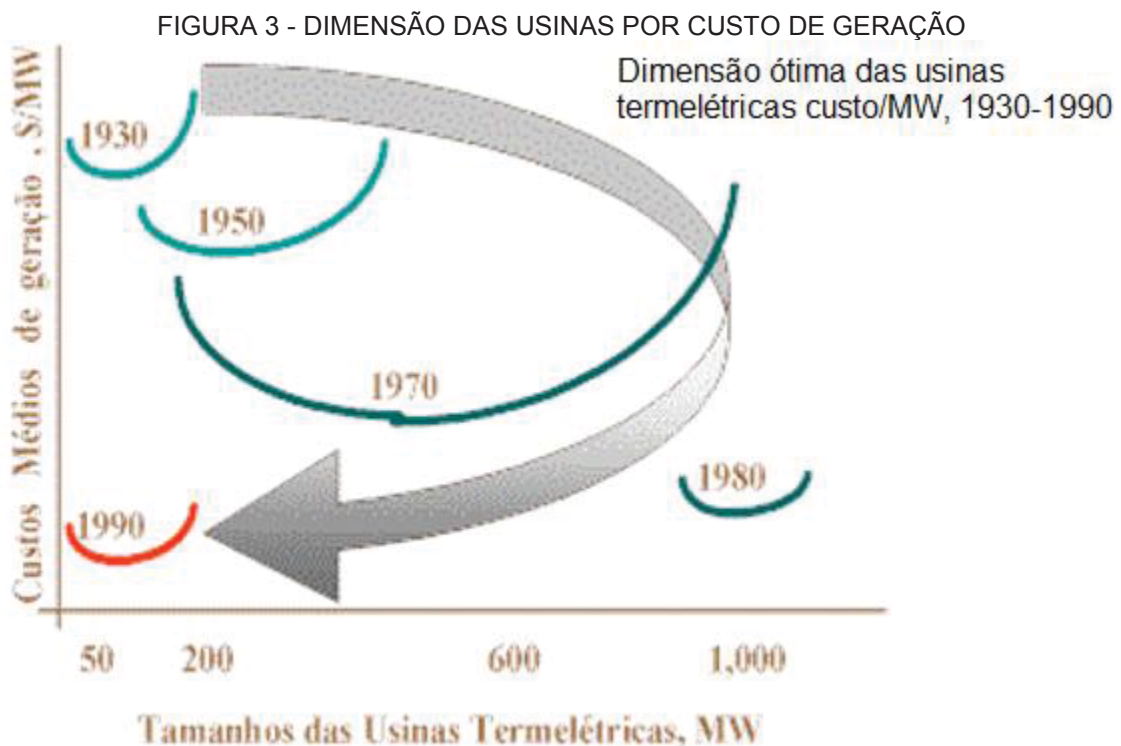 FIGURA 3 - DIMENSÃO DAS USINAS POR CUSTO DE GERAÇÃO
Dimensão ótima das usinas
termelétricas custo/MW, 1930-1990
Custos Médios de geração , S/MW
1930
1950
1970
1980
1990
50 200 600 1,000
Tamanhos das Usinas Termelétricas, MW